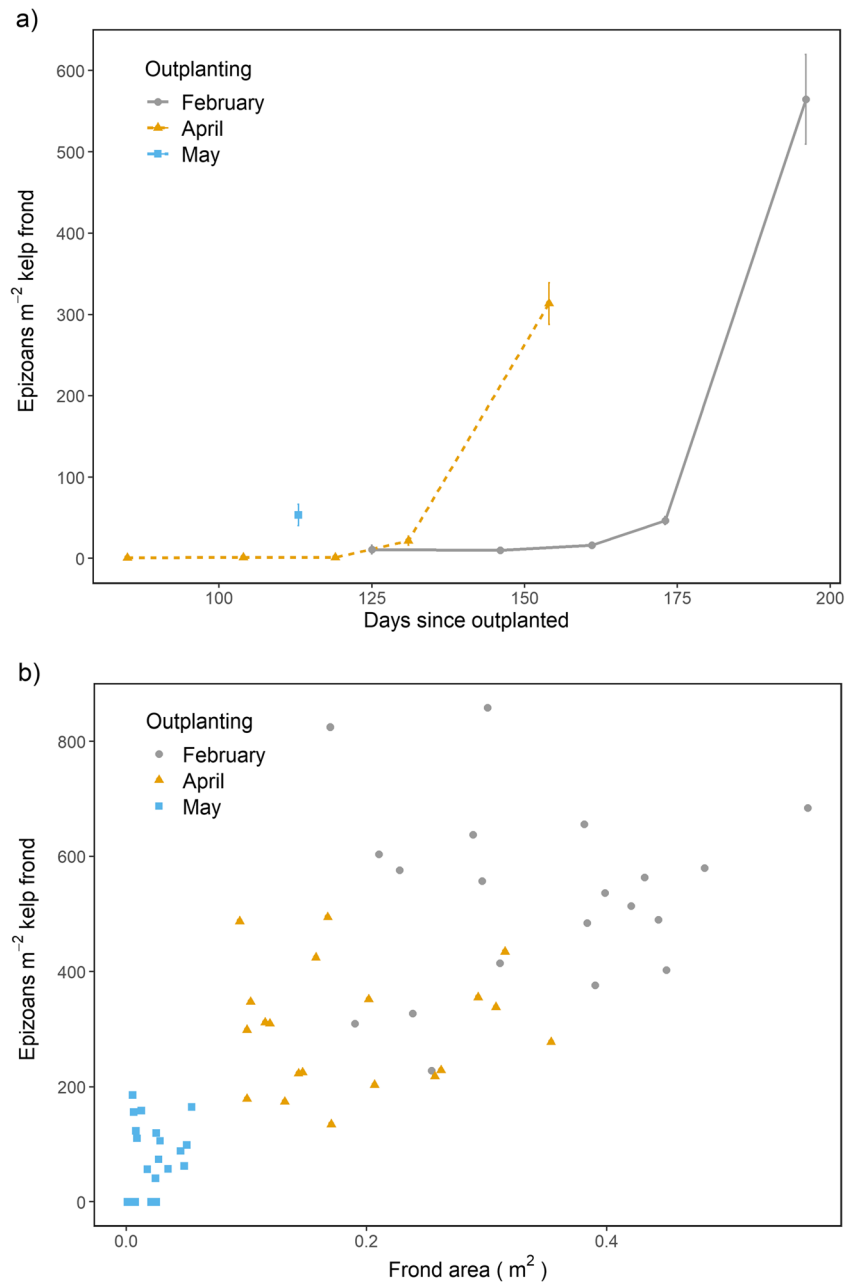 a)
600
500
400
300
200
100
0
Epizoans m⁻² kelp frond
Outplanting
February
April
May
100
125
150
175
200
Days since outplanted
b)
800
600
400
200
0
Epizoans m⁻² kelp frond
Outplanting
February
April
May
0.0
0.2
0.4
Frond area ( m² )